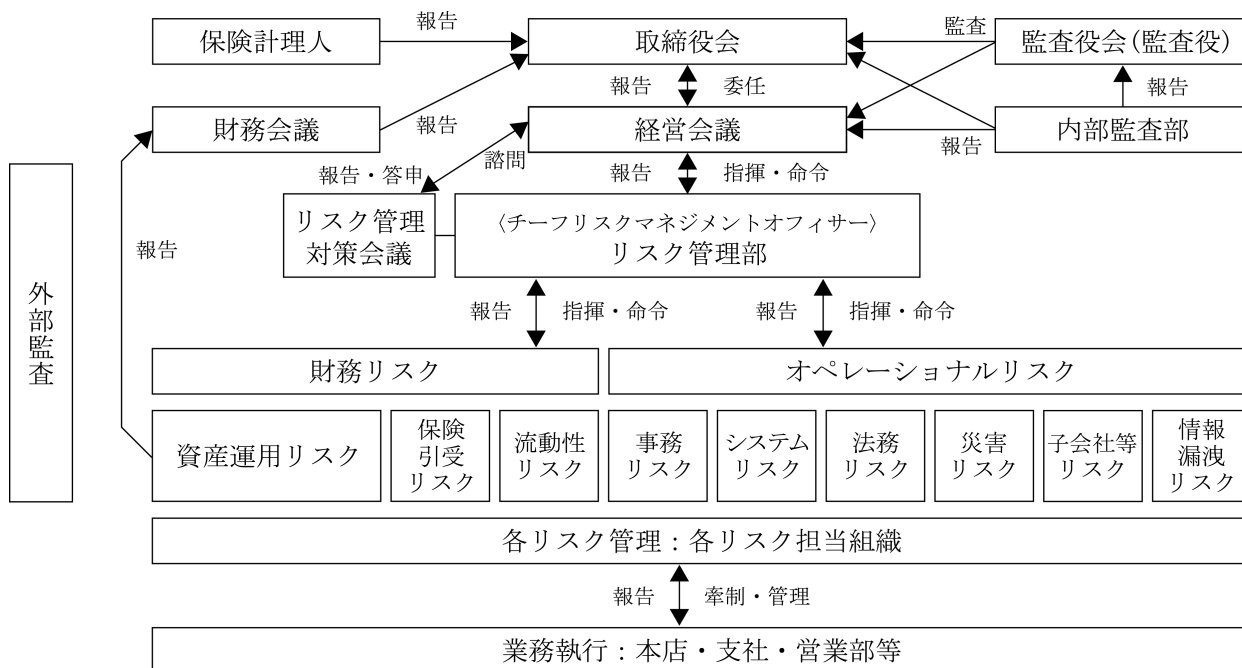 報告
保険計理人
取締役会
監査
監査役会(監査役)
報告
委任
報告
財務会議
報告
経営会議
内部監査部
報告
諮問
報告・答申
報告
指揮・命令
リスク管理
対策会議
〈チーフリスクマネジメントオフィサー〉
リスク管理部
報告
外部監査
報告
指揮・命令
報告
指揮・命令
財務リスク
オペレーショナルリスク
資産運用リスク
保険
引受
リスク
流動性
リスク
事務
リスク
システム
リスク
法務
リスク
災害
リスク
子会社等
リスク
情報
漏洩
リスク
各リスク管理：各リスク担当組織
報告
牽制・管理
業務執行：本店・支社・営業部等